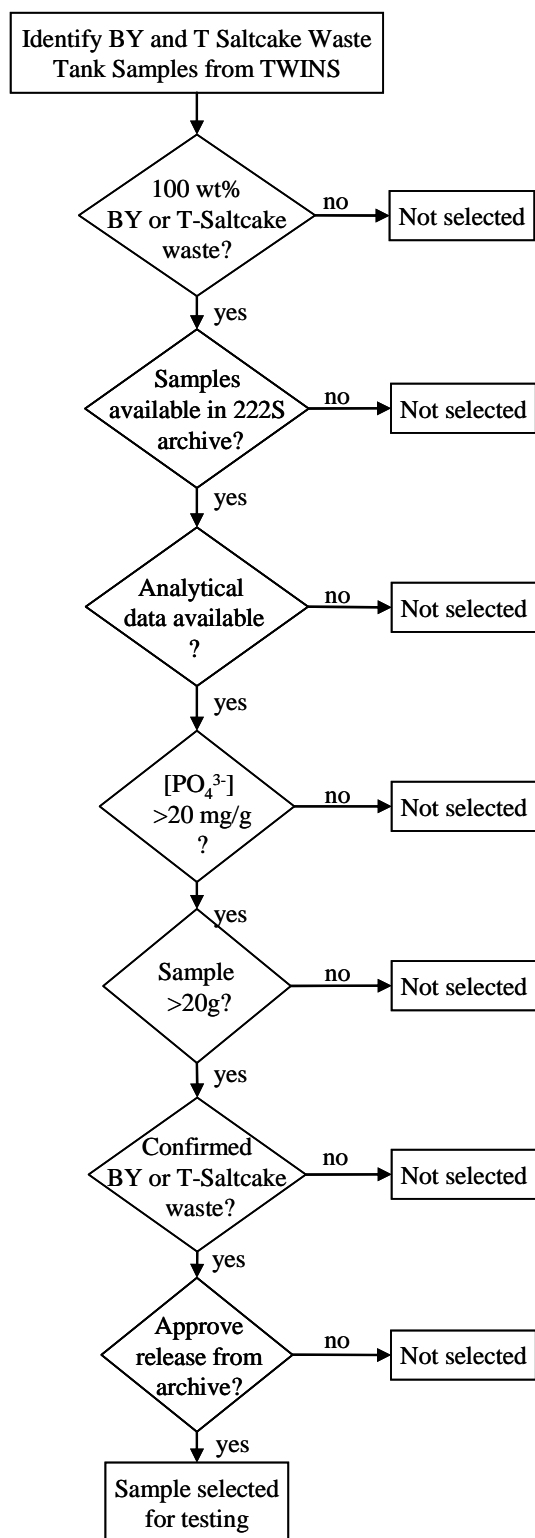 Identify BY and T Saltcake Waste
Tank Samples from TWINS
100 wt%
BY or T-Saltcake
waste?
no
Not selected
yes
Samples
available in 222S
archive?
no
Not selected
yes
Analytical
data available
?
no
Not selected
yes
[PO₄³⁻]
>20 mg/g
?
no
Not selected
yes
Sample
>20g?
no
Not selected
yes
Confirmed
BY or T-Saltcake
waste?
no
Not selected
yes
Approve
release from
archive?
no
Not selected
yes
Sample selected
for testing